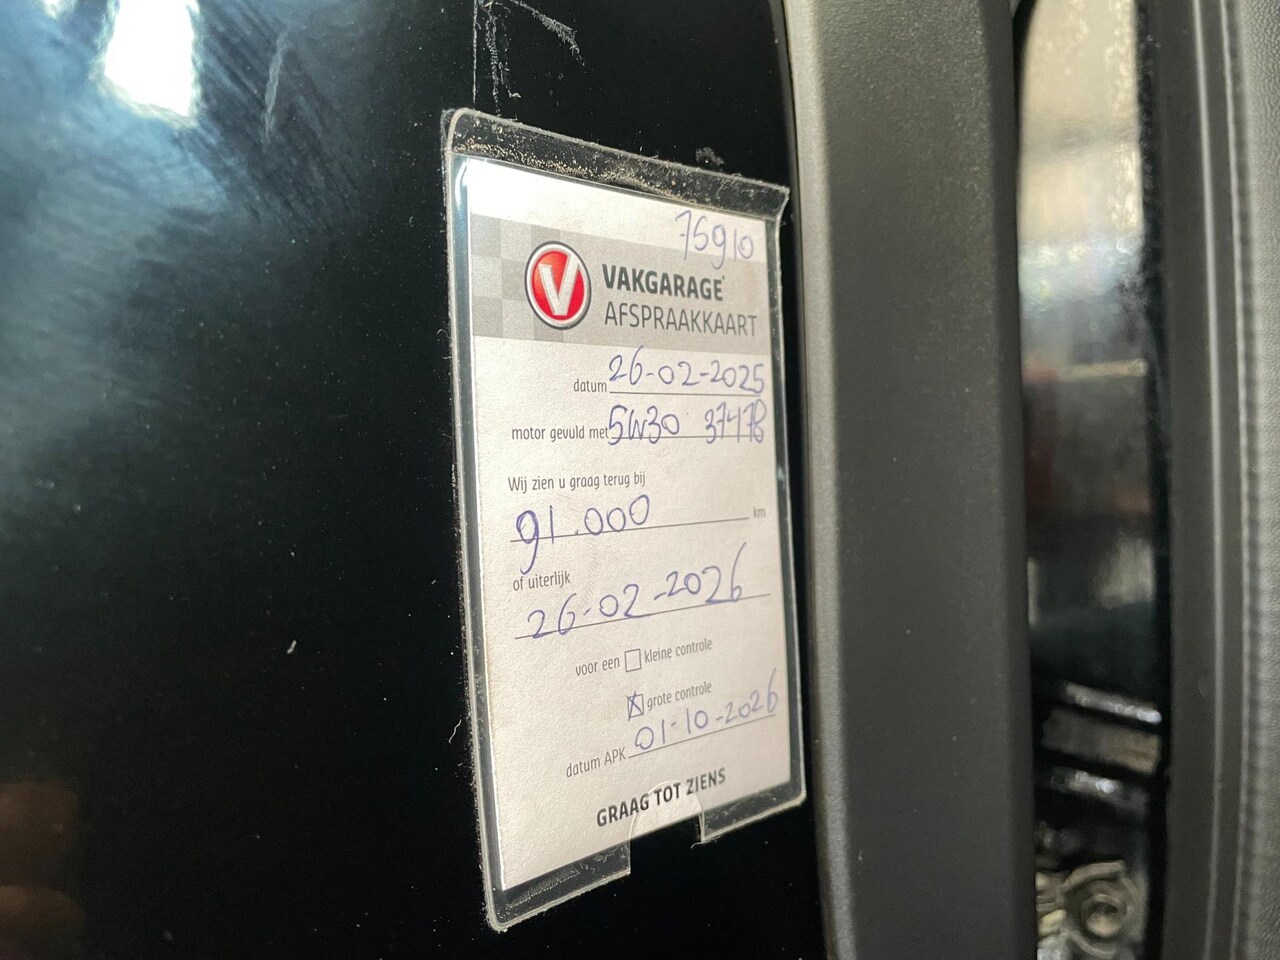 75910
V VAKGARAGE
AFSPRAAKKAART
datum 26-02-2025
motor gevuld met 5W30 37478
Wij zien u graag terug bij
91.000 km
of uiterlijk
26-02-2026
voor een kleine controle
grote controle
datum APK 01-10-2026
GRAAG TOT ZIENS